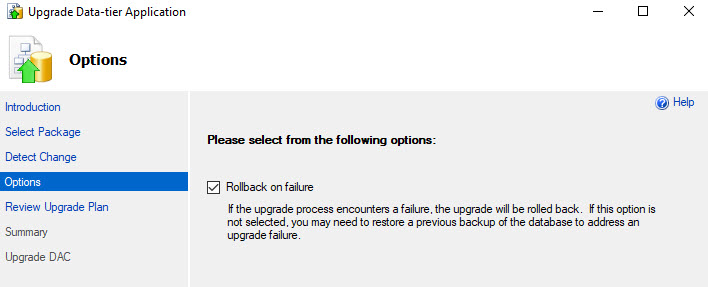 Upgrade Data-tier Application
Options
Help
Introduction
Select Package
Detect Change
Options
Review Upgrade Plan
Summary
Upgrade DAC
Please select from the following options:
Rollback on failure
If the upgrade process encounters a failure, the upgrade will be rolled back.  If this option is
not selected, you may need to restore a previous backup of the database to address an
upgrade failure.